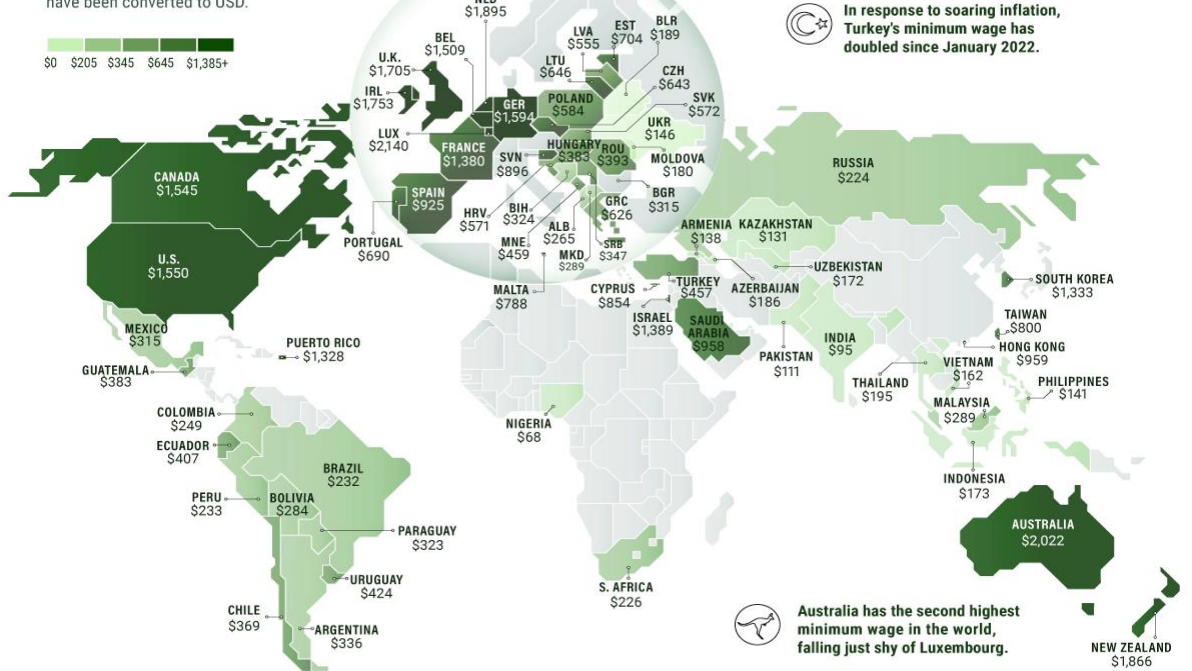 have been converted to USD.
$0 $205 $345 $645 $1,385+
In response to soaring inflation,
Turkey's minimum wage has
doubled since January 2022.
NLD
$1,895
BEL
$1,509
U.K.
$1,705
IRL
$1,753
LUX
$2,140
LVA
$555
EST
$704
BLR
$189
LTU
$646
CZH
$643
SVK
$572
GER
$1,594
POLAND
$584
UKR
$146
FRANCE
$1,380
HUNGARY
$383
ROU
$393
MOLDOVA
$180
SVN
$896
SPAIN
$925
BGR
$315
HRV
$571
BIH
$324
GRC
$626
ALB
$265
MNE
$459
MKD
$289
SRB
$347
PORTUGAL
$690
MALTA
$788
CYPRUS
$854
CANADA
$1,545
U.S.
$1,550
MEXICO
$315
PUERTO RICO
$1,328
GUATEMALA
$383
RUSSIA
$224
ARMENIA
$138
KAZAKHSTAN
$131
UZBEKISTAN
$172
TURKEY
$457
AZERBAIJAN
$186
ISRAEL
$1,389
SAUDI
ARABIA
$958
PAKISTAN
$111
INDIA
$95
SOUTH KOREA
$1,333
TAIWAN
$800
HONG KONG
$959
VIETNAM
$162
THAILAND
$195
PHILIPPINES
$141
MALAYSIA
$289
INDONESIA
$173
COLOMBIA
$249
ECUADOR
$407
BRAZIL
$232
PERU
$233
BOLIVIA
$284
PARAGUAY
$323
URUGUAY
$424
CHILE
$369
ARGENTINA
$336
NIGERIA
$68
S. AFRICA
$226
AUSTRALIA
$2,022
NEW ZEALAND
$1,866
Australia has the second highest
minimum wage in the world,
falling just shy of Luxembourg.